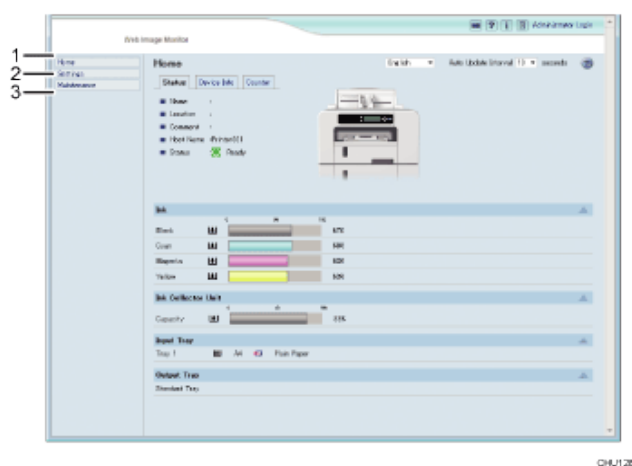 Administrator Login
Web Image Monitor
1
2
3
Home
Settings
Maintenance
Home
English
Auto Update Interval
seconds
Status
Device Info
Counter
Name :
Location :
Comment :
Host Name
Status
Ready
Ink
Black
Cyan
Magenta
Yellow
Ink Collector Unit
Capacity
Input Tray
Tray 1
A4
Plain Paper
Output Tray
Standard Tray